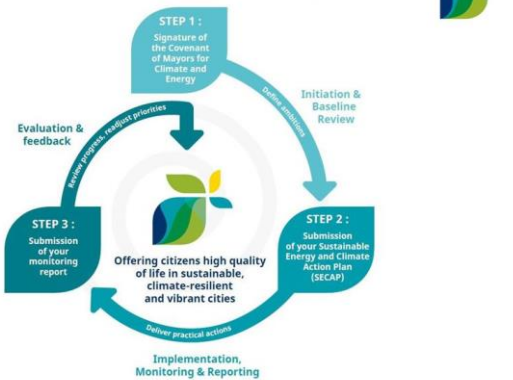 STEP 1 :
Signature of
the Covenant
of Mayors for
Climate and
Energy
Define ambitions
Initiation &
Baseline
Review
STEP 2 :
Submission
of your Sustainable
Energy and Climate
Action Plan
(SECAP)
Deliver practical actions
Implementation,
Monitoring & Reporting
STEP 3 :
Submission
of your
monitoring
report
Review progress, readjust priorities
Evaluation &
feedback
Offering citizens high quality
of life in sustainable,
climate-resilient
and vibrant cities